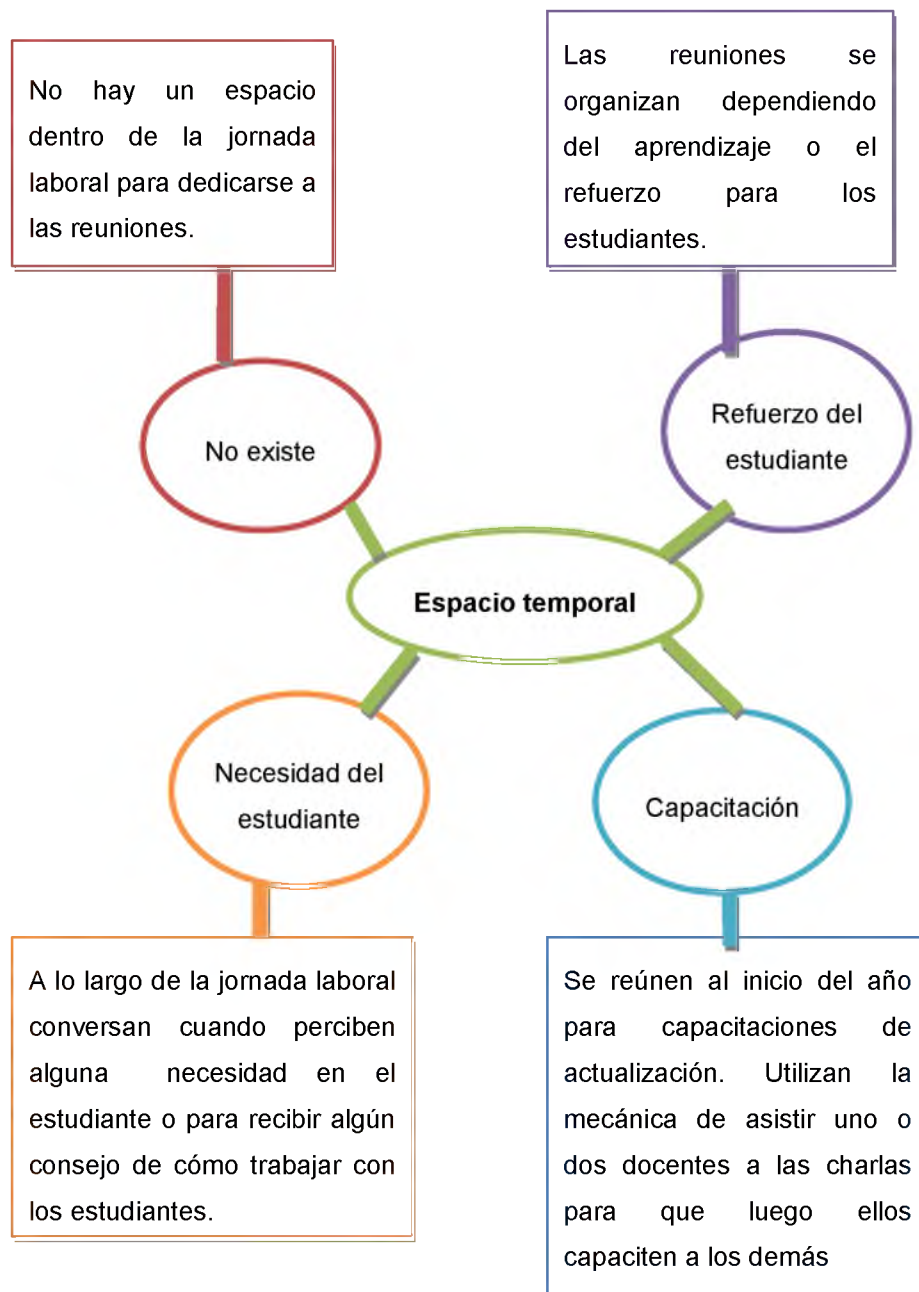 No hay un espacio
dentro de la jornada
laboral para dedicarse a
las reuniones.
Las reuniones se
organizan dependiendo
del aprendizaje o el
refuerzo para los
estudiantes.
No existe
Refuerzo del
estudiante
Espacio temporal
Necesidad del
estudiante
Capacitación
A lo largo de la jornada laboral
conversan cuando perciben
alguna necesidad en el
estudiante o para recibir algún
consejo de cómo trabajar con
los estudiantes.
Se reúnen al inicio del año
para capacitaciones de
actualización. Utilizan la
mecánica de asistir uno o
dos docentes a las charlas
para que luego ellos
capaciten a los demás